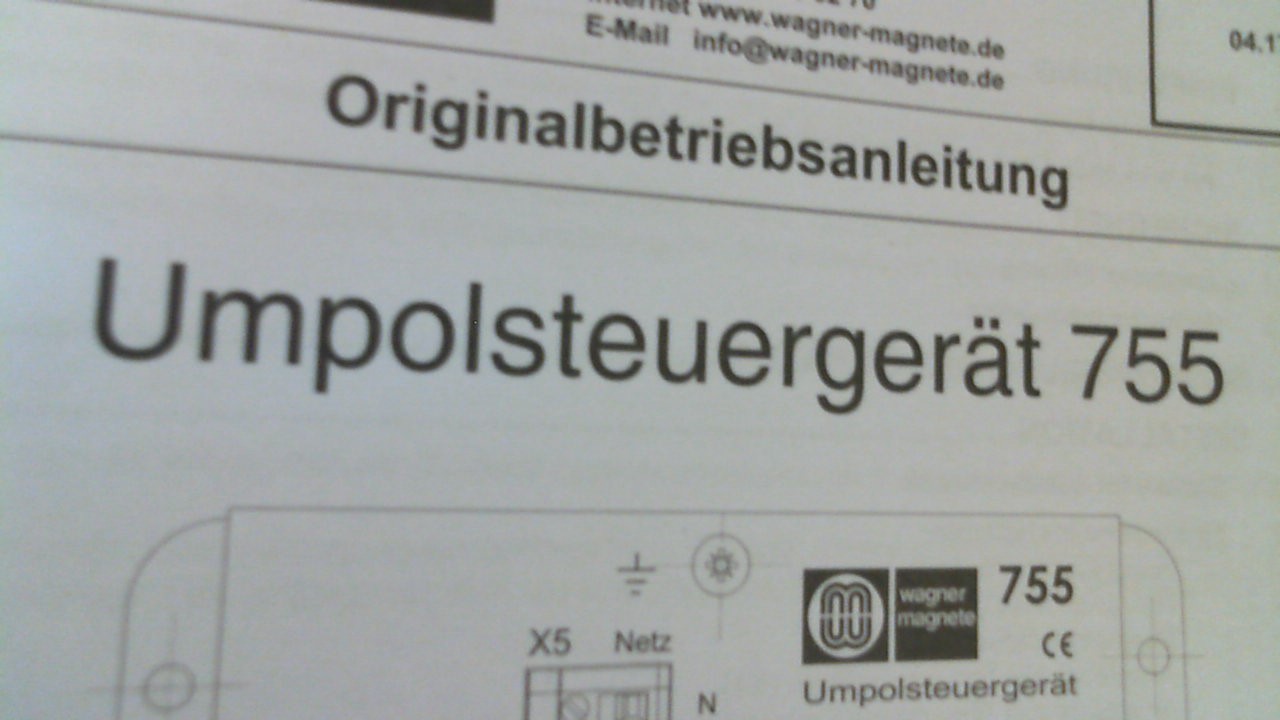 Internet www.wagner-magnete.de
E-Mail info@wagner-magnete.de
Originalbetriebsanleitung
Umpolsteuergerät 755
wagner
magnete
755
CE
X5 Netz
N
Umpolsteuergerät